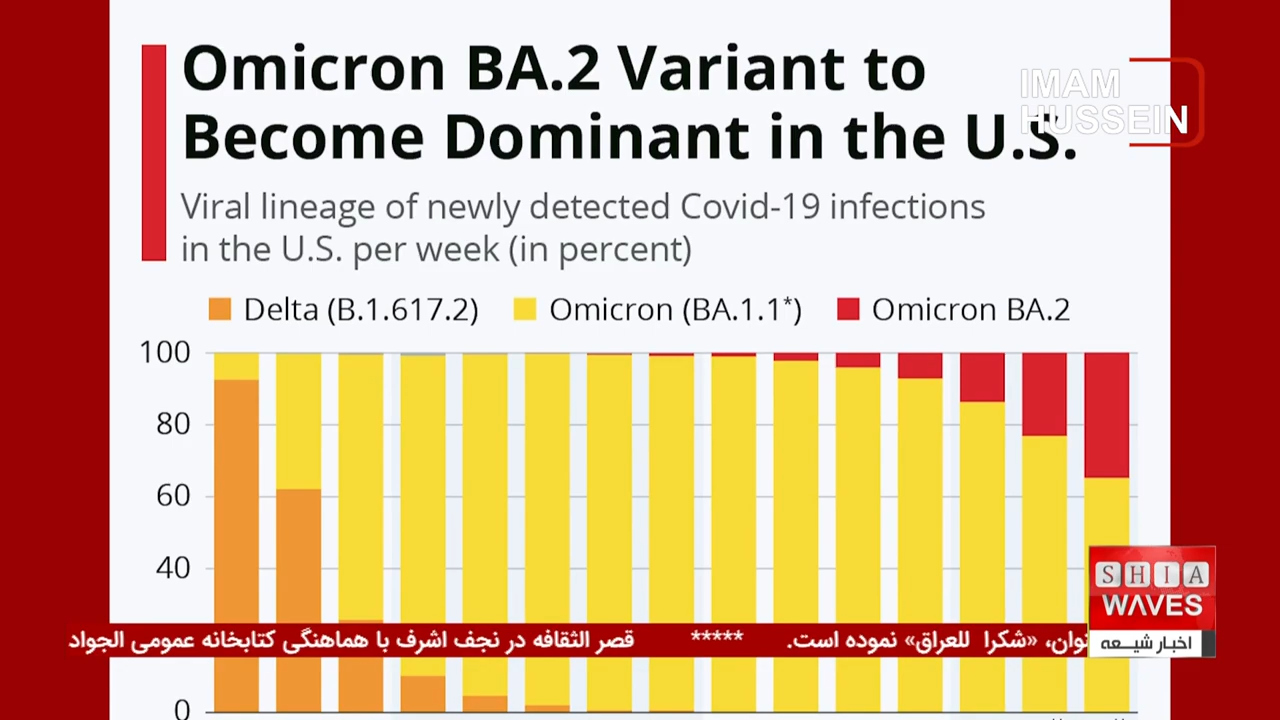 Omicron BA.2 Variant to
Become Dominant in the U.S.
IMAM
HUSSEIN
Viral lineage of newly detected Covid-19 infections
in the U.S. per week (in percent)
Delta (B.1.617.2) Omicron (BA.1.1*) Omicron BA.2
100
80
60
40
0
SHIA
WAVES
اخبار شیعه
نوان، «شکرا للعراق» نموده است. ***** قصر الثقافه در نجف اشرف با هماهنگی کتابخانه عمومی الجواد